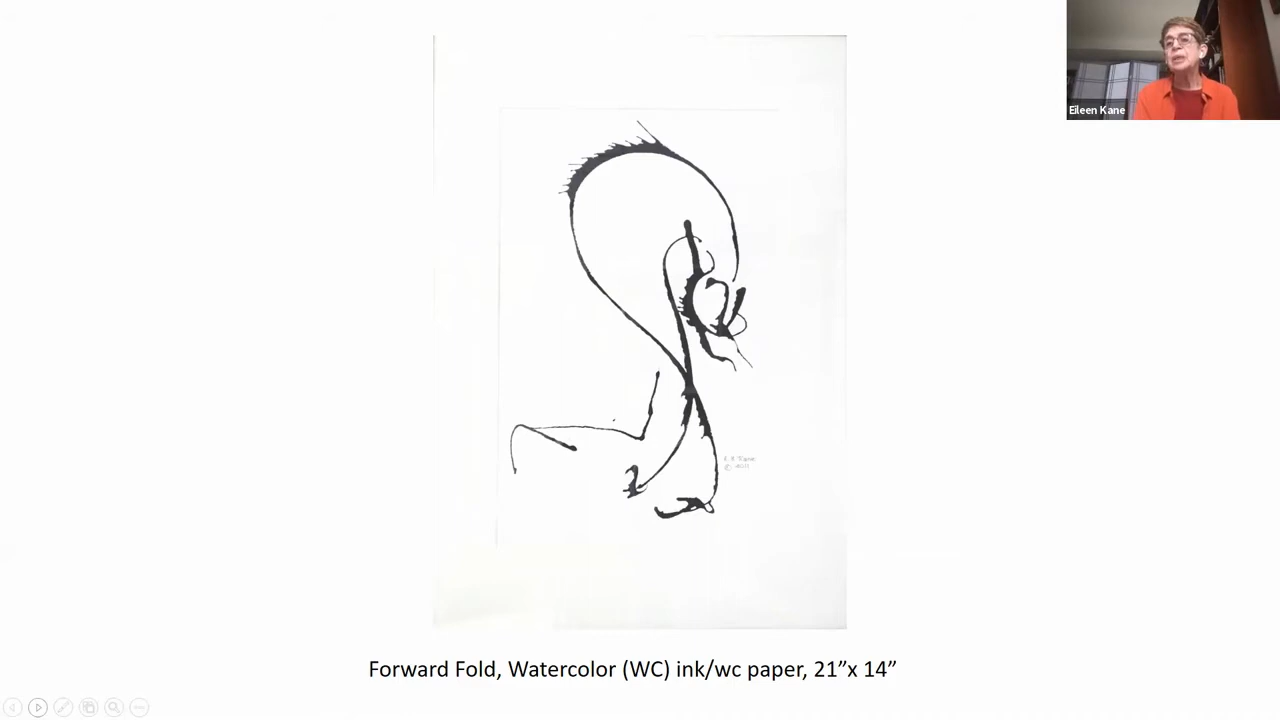 Eileen Kane
Forward Fold, Watercolor (WC) ink/wc paper, 21”x 14”